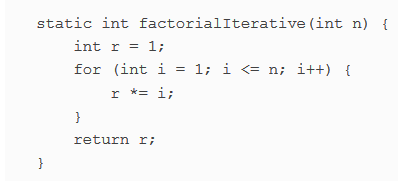 static int factorialIterative(int n) {
    int r = 1;
    for (int i = 1; i <= n; i++) {
        r *= i;
    }
    return r;
}